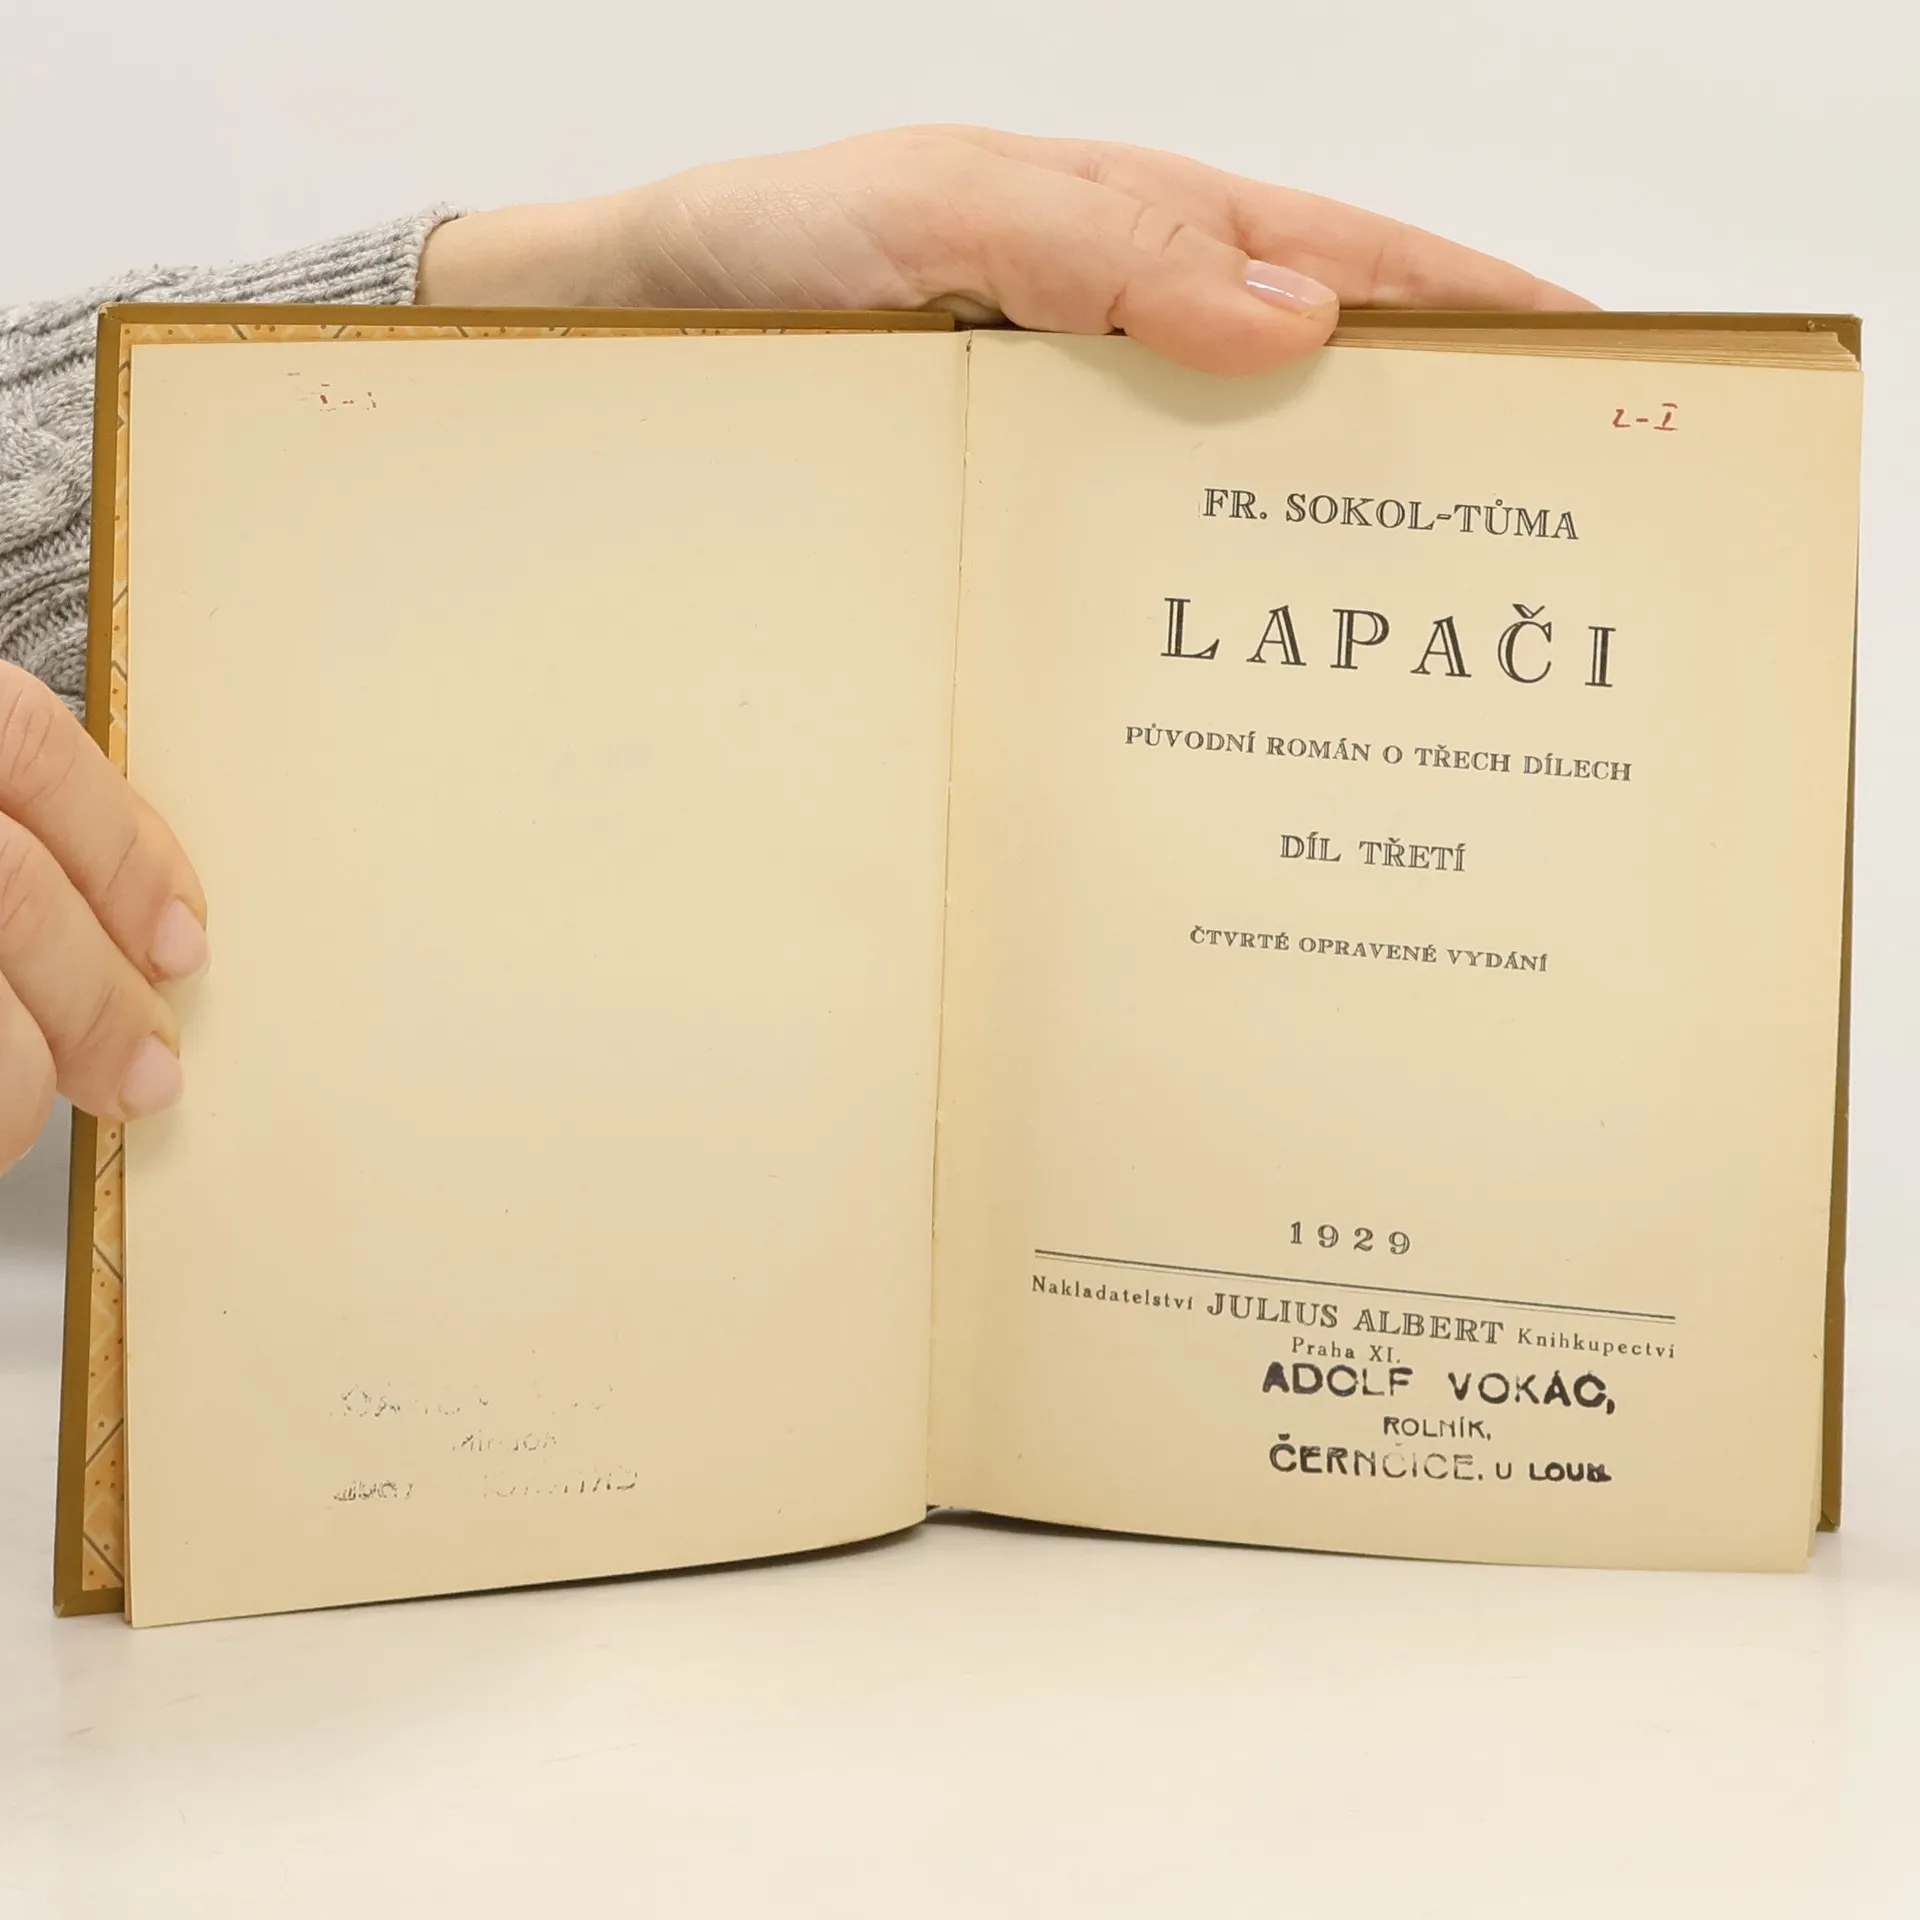 2-I
FR. SOKOL-TŮMA
LAPAČI
PŮVODNÍ ROMÁN O TŘECH DÍLECH
DÍL TŘETÍ
ČTVRTÉ OPRAVENÉ VYDÁNÍ
1929
Nakladatelství JULIUS ALBERT Knihkupectví
Praha XI.
ADOLF VOKÁČ,
ROLNÍK,
ČERNČICE, U LOUN